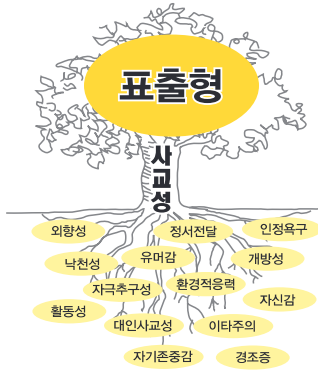 표출형
사교성
외향성
정서전달
인정욕구
낙천성
유머감
개방성
자극추구성
환경적응력
자신감
활동성
대인사교성
이타주의
자기존중감
경조증